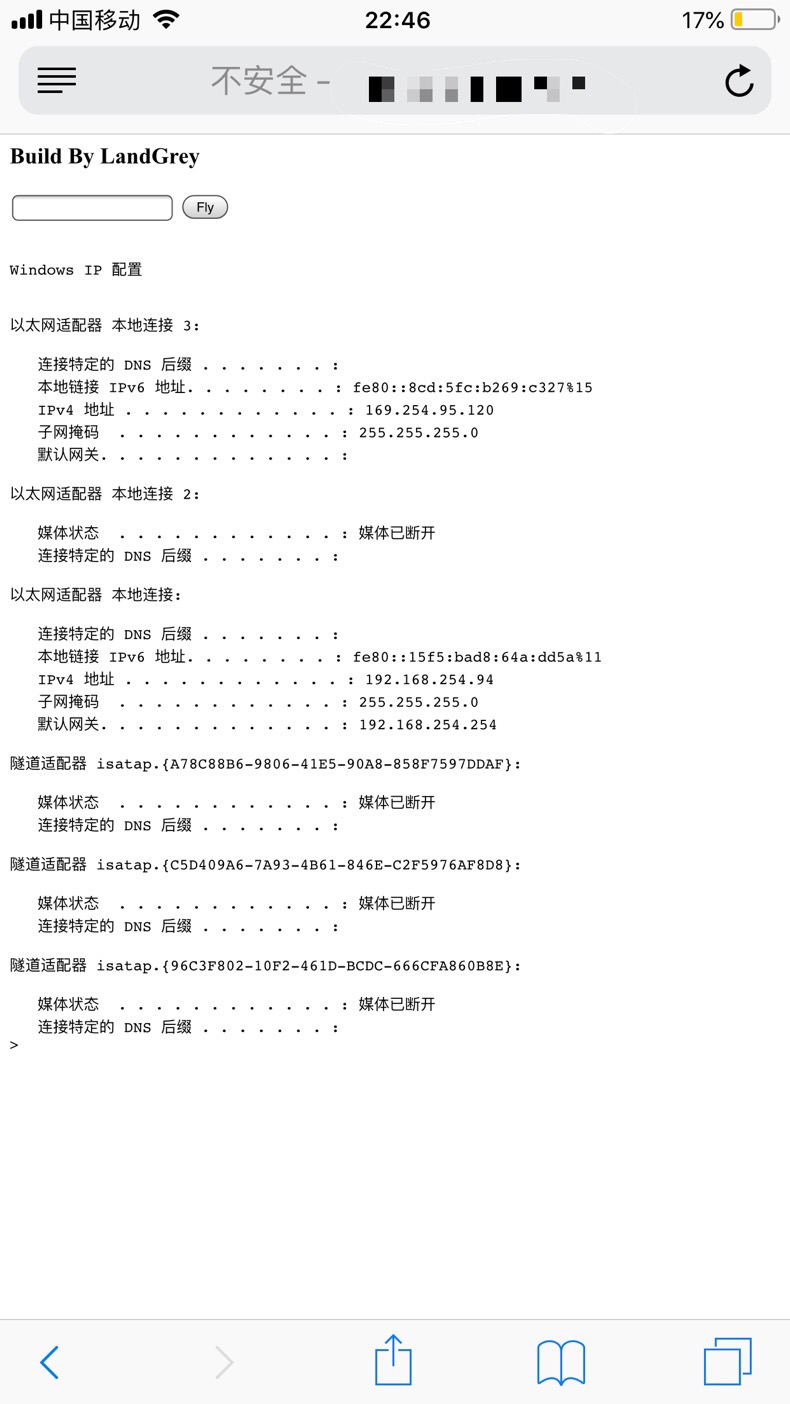 中国移动 22:46 17%
不安全 –
Build By LandGrey
Fly
Windows IP 配置
以太网适配器 本地连接 3:
连接特定的 DNS 后缀 . . . . . . . :
本地链接 IPv6 地址. . . . . . . . : fe80::8cd:5fc:b269:c327%15
IPv4 地址 . . . . . . . . . . . . : 169.254.95.120
子网掩码  . . . . . . . . . . . . : 255.255.255.0
默认网关. . . . . . . . . . . . . :
以太网适配器 本地连接 2:
媒体状态  . . . . . . . . . . . . : 媒体已断开
连接特定的 DNS 后缀 . . . . . . . :
以太网适配器 本地连接:
连接特定的 DNS 后缀 . . . . . . . :
本地链接 IPv6 地址. . . . . . . . : fe80::15f5:bad8:64a:dd5a%11
IPv4 地址 . . . . . . . . . . . . : 192.168.254.94
子网掩码  . . . . . . . . . . . . : 255.255.255.0
默认网关. . . . . . . . . . . . . : 192.168.254.254
隧道适配器 isatap.{A78C88B6-9806-41E5-90A8-858F7597DDAF}:
媒体状态  . . . . . . . . . . . . : 媒体已断开
连接特定的 DNS 后缀 . . . . . . . :
隧道适配器 isatap.{C5D409A6-7A93-4B61-846E-C2F5976AF8D8}:
媒体状态  . . . . . . . . . . . . : 媒体已断开
连接特定的 DNS 后缀 . . . . . . . :
隧道适配器 isatap.{96C3F802-10F2-461D-BCDC-666CFA860B8E}:
媒体状态  . . . . . . . . . . . . : 媒体已断开
连接特定的 DNS 后缀 . . . . . . . :
>